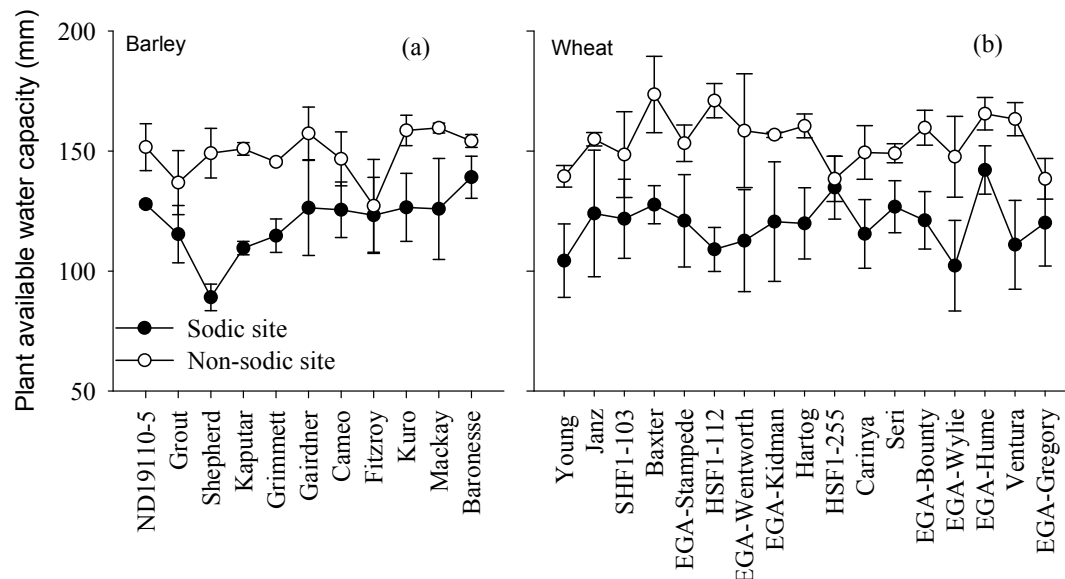 Plant available water capacity (mm)
200
150
100
50
Barley
(a)
Sodic site
Non-sodic site
ND19110-5
Grout
Shepherd
Kaputar
Grimmett
Gairdner
Cameo
Fitzroy
Kuro
Mackay
Baronesse
Wheat
(b)
Young
Janz
SHF1-103
Baxter
EGA-Stampede
HSF1-112
EGA-Wentworth
EGA-Kidman
Hartog
HSF1-255
Carinya
Seri
EGA-Bounty
EGA-Wylie
EGA-Hume
Ventura
EGA-Gregory